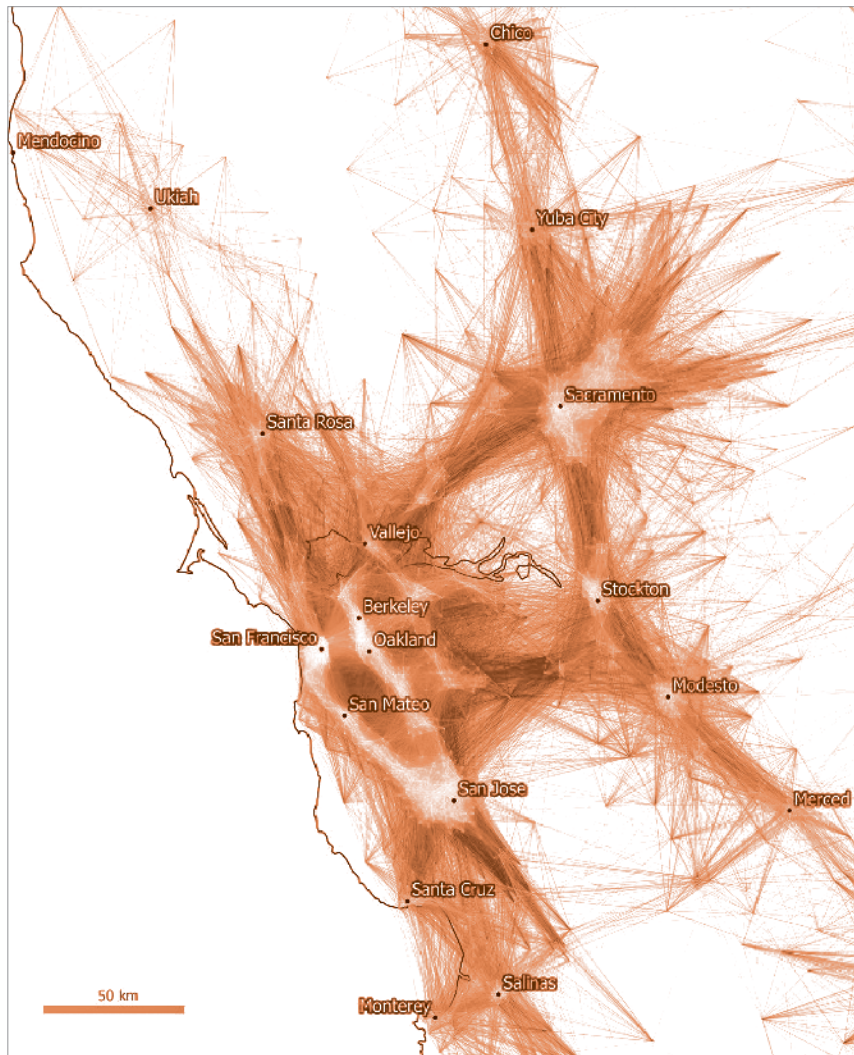 Chico
Mendocino
Ukiah
Yuba City
Sacramento
Santa Rosa
Vallejo
Stockton
Berkeley
San Francisco
Oakland
Modesto
San Mateo
San Jose
Merced
Santa Cruz
Salinas
50 km
Monterey